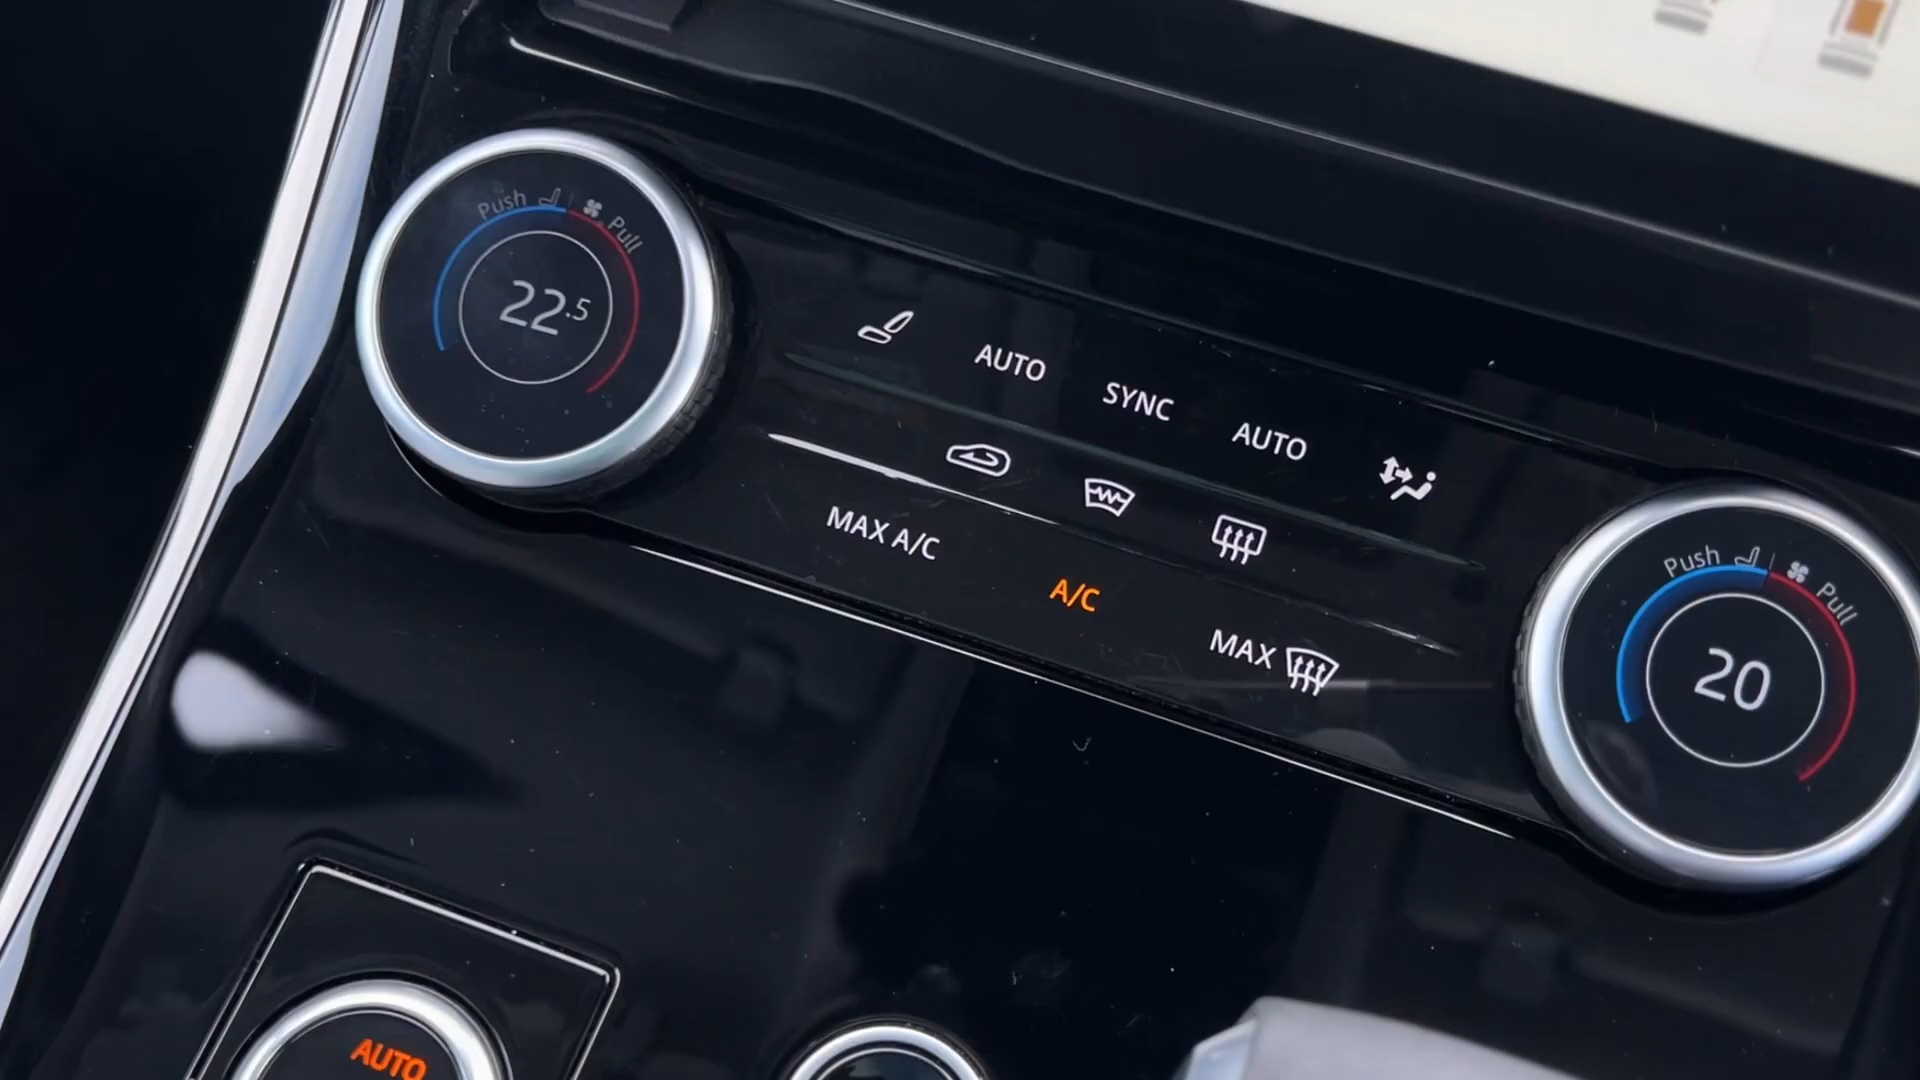 Push Pull
22.5
AUTO
SYNC
AUTO
MAX A/C
A/C
MAX
Push Pull
20
AUTO